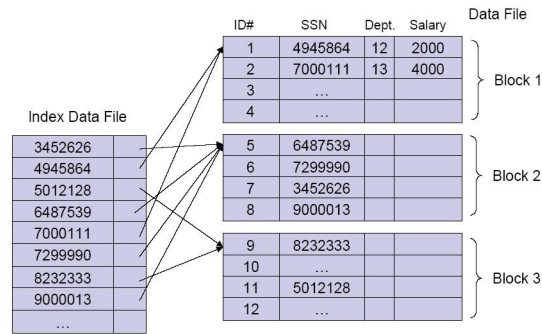 Data File
ID# SSN Dept. Salary
1 4945864 12 2000
2 7000111 13 4000
3 ...
4 ...
Block 1
Index Data File
3452626
4945864
5012128
6487539
7000111
7299990
8232333
9000013
...
5 6487539
6 7299990
7 3452626
8 9000013
Block 2
9 8232333
10 ...
11 5012128
12 ...
Block 3